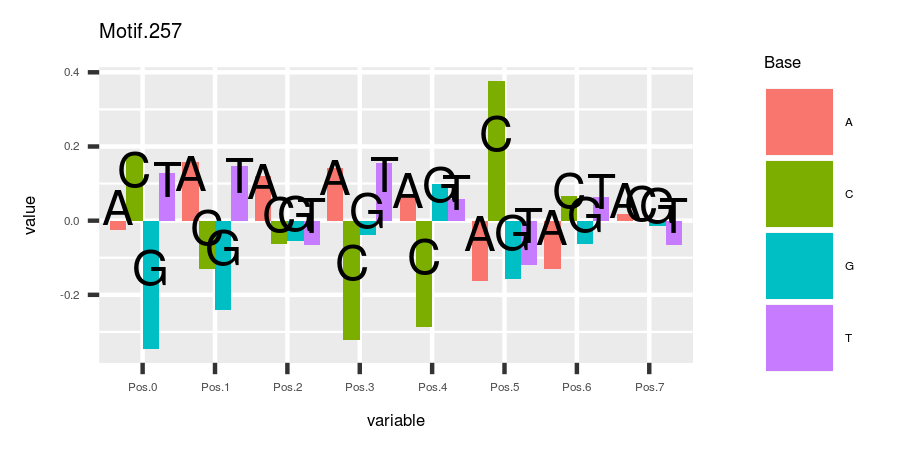 Motif.257
value
0.4
0.2
0.0
-0.2
A C G T A C G T A C G T A C G T A C G T A C G T A C G T A C G T
Pos.0 Pos.1 Pos.2 Pos.3 Pos.4 Pos.5 Pos.6 Pos.7
variable
Base
A
C
G
T